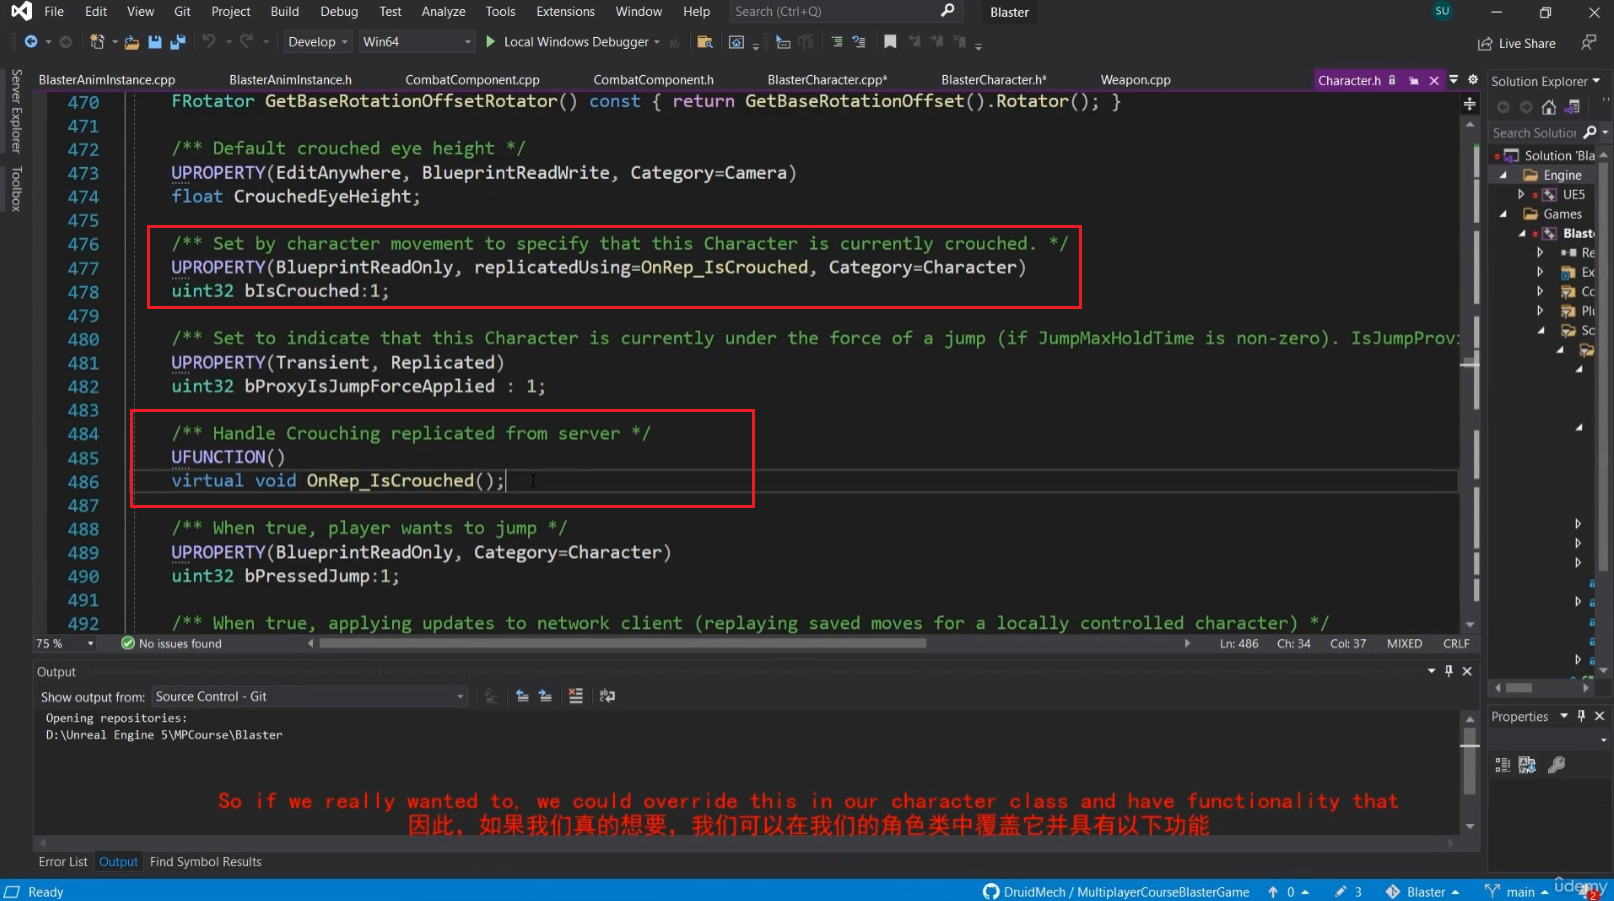 File Edit View Git Project Build Debug Test Analyze Tools Extensions Window Help Search (Ctrl+Q) Blaster SU
Develop Win64 Local Windows Debugger Live Share
BlasterAnimInstance.cpp BlasterAnimInstance.h CombatComponent.cpp CombatComponent.h BlasterCharacter.cpp* BlasterCharacter.h* Weapon.cpp Character.h
Server Explorer
Toolbox
470 FRotator GetBaseRotationOffsetRotator() const { return GetBaseRotationOffset().Rotator(); }
471
472 /** Default crouched eye height */
473 UPROPERTY(EditAnywhere, BlueprintReadWrite, Category=Camera)
474 float CrouchedEyeHeight;
475
476 /** Set by character movement to specify that this Character is currently crouched. */
477 UPROPERTY(BlueprintReadOnly, replicatedUsing=OnRep_IsCrouched, Category=Character)
478 uint32 bIsCrouched:1;
479
480 /** Set to indicate that this Character is currently under the force of a jump (if JumpMaxHoldTime is non-zero). IsJumpProvi
481 UPROPERTY(Transient, Replicated)
482 uint32 bProxyIsJumpForceApplied : 1;
483
484 /** Handle Crouching replicated from server */
485 UFUNCTION()
486 virtual void OnRep_IsCrouched();
487
488 /** When true, player wants to jump */
489 UPROPERTY(BlueprintReadOnly, Category=Character)
490 uint32 bPressedJump:1;
491
492 /** When true, applying updates to network client (replaying saved moves for a locally controlled character) */
75 % No issues found Ln: 486 Ch: 34 Col: 37 MIXED CRLF
Solution Explorer
Search Solution
Solution 'Bla
Engine
UE5
Games
Blast
Re
Ex
Co
Plu
So
Properties
Output
Show output from: Source Control - Git
Opening repositories:
D:\Unreal Engine 5\MPCourse\Blaster
So if we really wanted to, we could override this in our character class and have functionality that
因此，如果我们真的想要，我们可以在我们的角色类中覆盖它并具有以下功能
Error List Output Find Symbol Results
Ready DruidMech / MultiplayerCourseBlasterGame 0 3 Blaster main 2
ûdemy